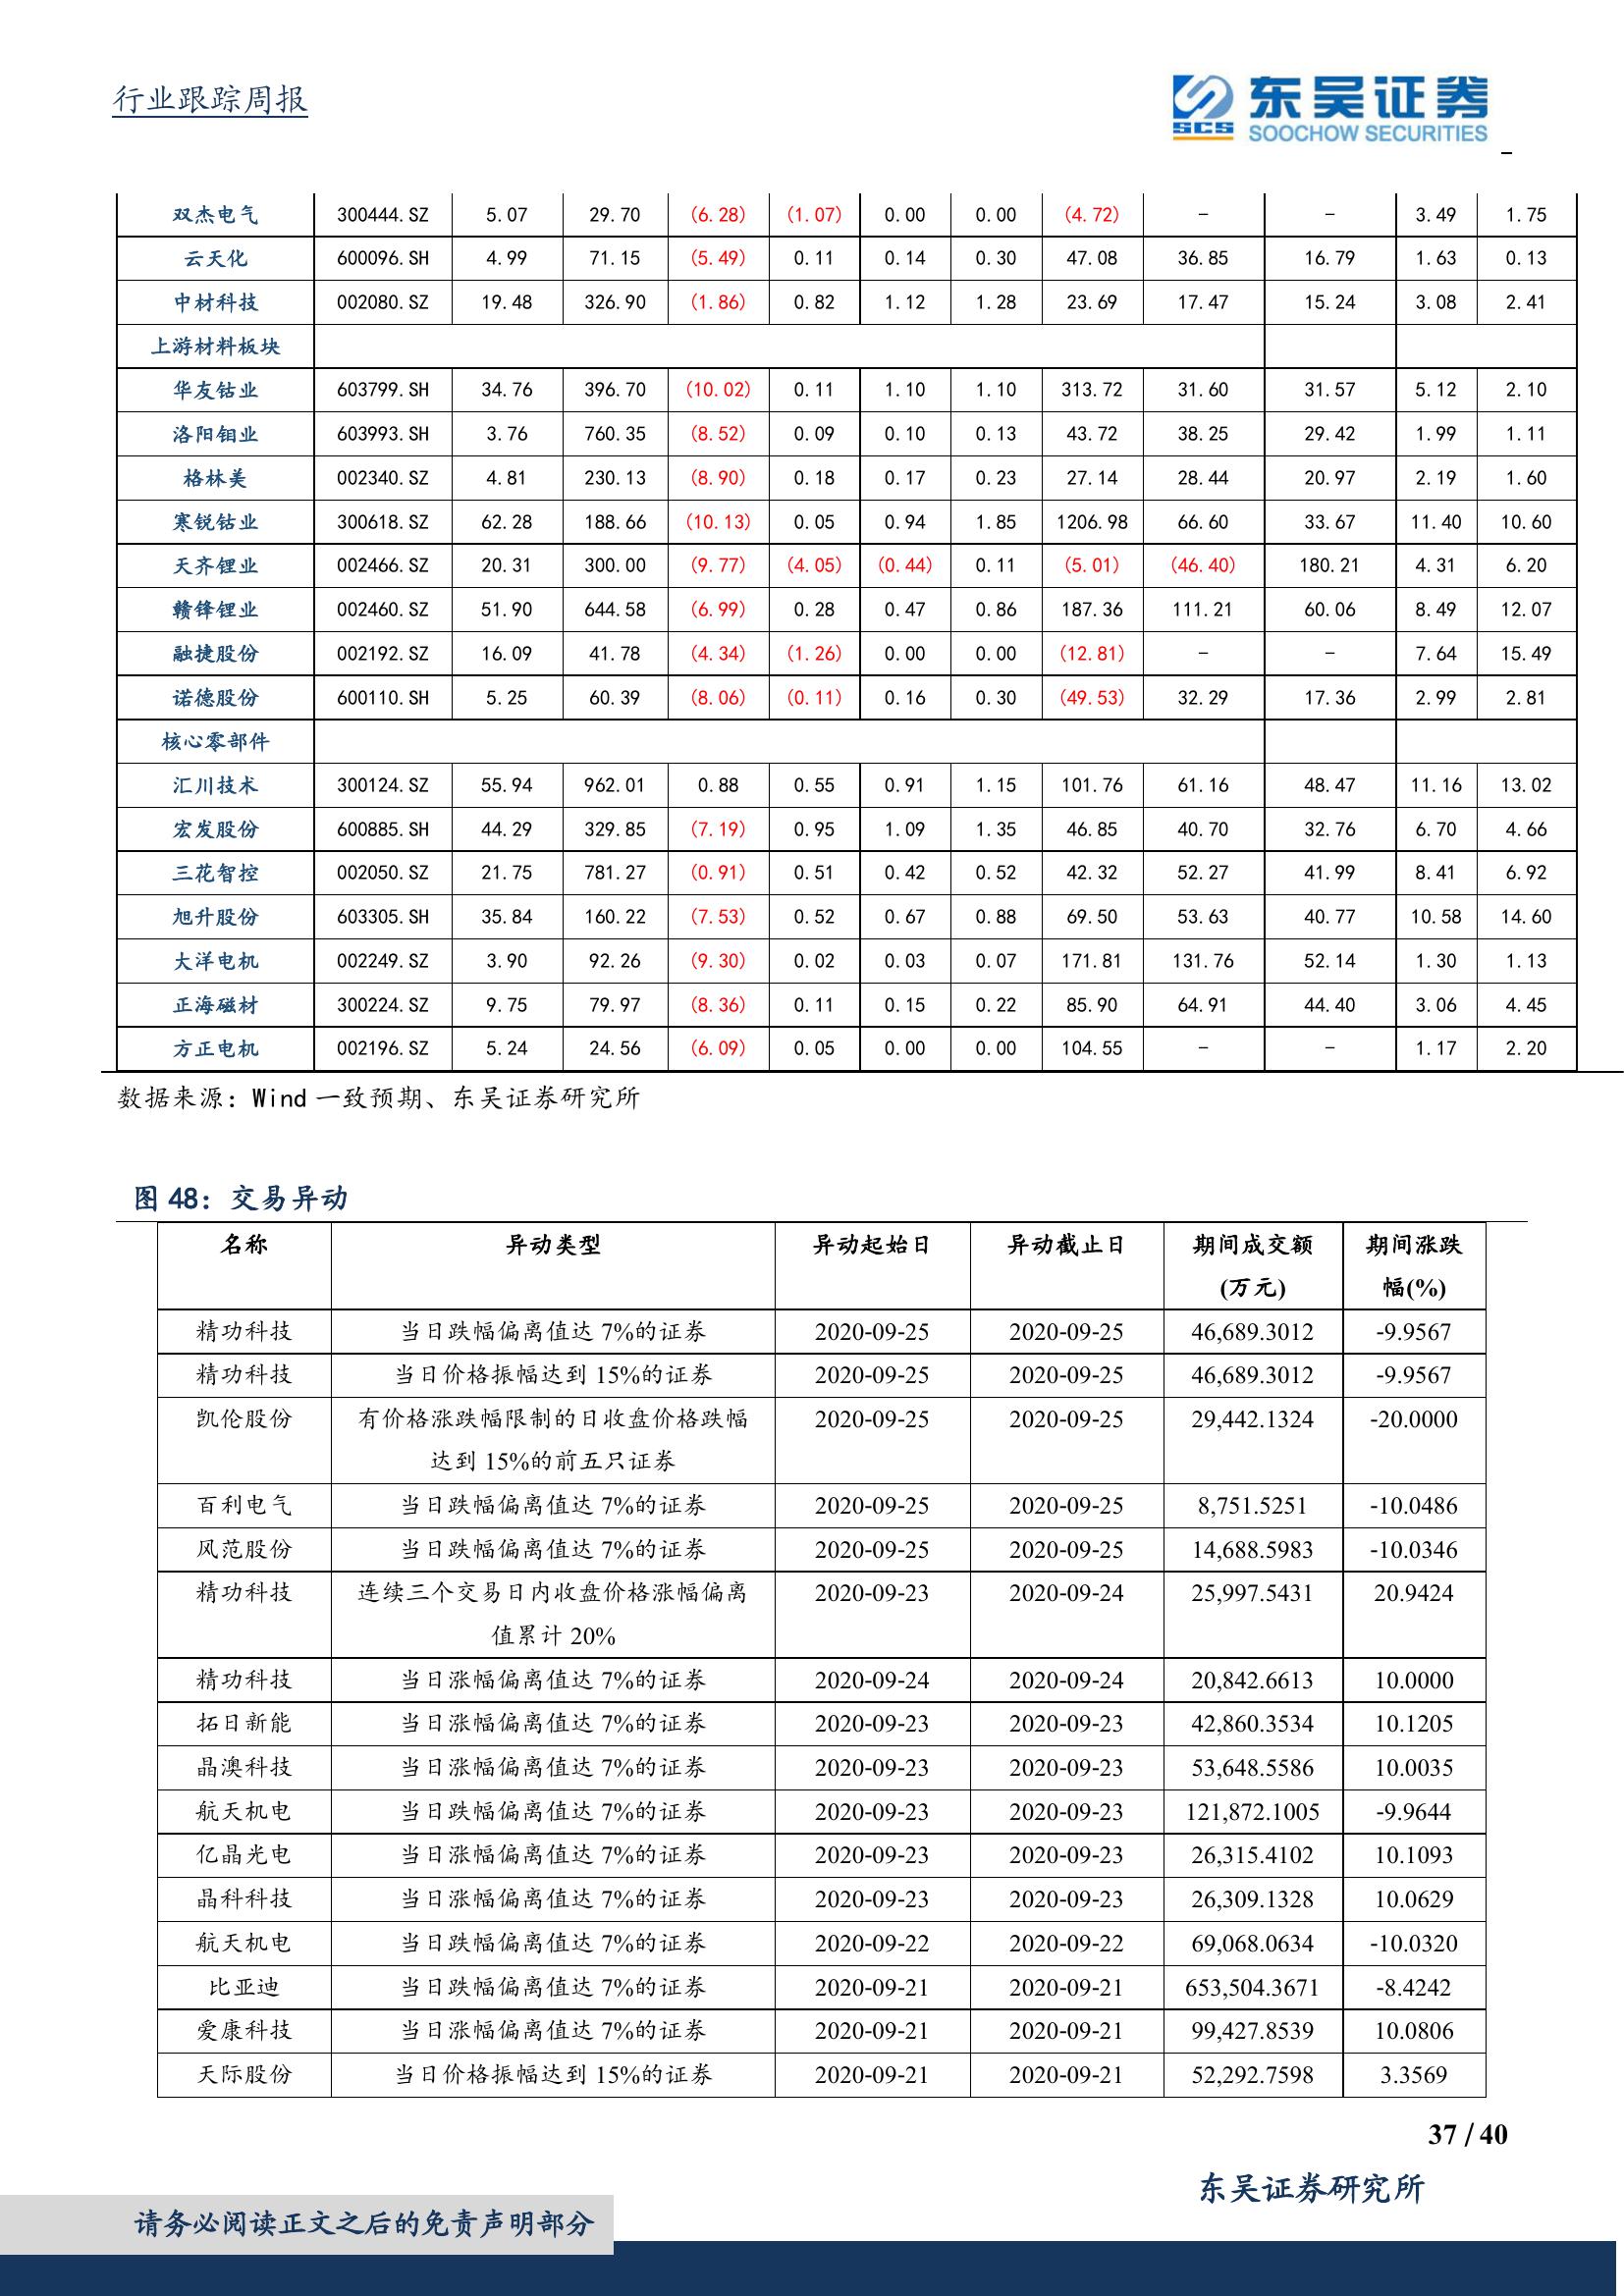 行业跟踪周报
东吴证券
SCS
SOOCHOW SECURITIES
双杰电气 300444.SZ 5.07 29.70 (6.28) (1.07) 0.00 0.00 (4.72) - - 3.49 1.75
云天化 600096.SH 4.99 71.15 (5.49) 0.11 0.14 0.30 47.08 36.85 16.79 1.63 0.13
中材科技 002080.SZ 19.48 326.90 (1.86) 0.82 1.12 1.28 23.69 17.47 15.24 3.08 2.41
上游材料板块
华友钴业 603799.SH 34.76 396.70 (10.02) 0.11 1.10 1.10 313.72 31.60 31.57 5.12 2.10
洛阳钼业 603993.SH 3.76 760.35 (8.52) 0.09 0.10 0.13 43.72 38.25 29.42 1.99 1.11
格林美 002340.SZ 4.81 230.13 (8.90) 0.18 0.17 0.23 27.14 28.44 20.97 2.19 1.60
寒锐钴业 300618.SZ 62.28 188.66 (10.13) 0.05 0.94 1.85 1206.98 66.60 33.67 11.40 10.60
天齐锂业 002466.SZ 20.31 300.00 (9.77) (4.05) (0.44) 0.11 (5.01) (46.40) 180.21 4.31 6.20
赣锋锂业 002460.SZ 51.90 644.58 (6.99) 0.28 0.47 0.86 187.36 111.21 60.06 8.49 12.07
融捷股份 002192.SZ 16.09 41.78 (4.34) (1.26) 0.00 0.00 (12.81) - - 7.64 15.49
诺德股份 600110.SH 5.25 60.39 (8.06) (0.11) 0.16 0.30 (49.53) 32.29 17.36 2.99 2.81
核心零部件
汇川技术 300124.SZ 55.94 962.01 0.88 0.55 0.91 1.15 101.76 61.16 48.47 11.16 13.02
宏发股份 600885.SH 44.29 329.85 (7.19) 0.95 1.09 1.35 46.85 40.70 32.76 6.70 4.66
三花智控 002050.SZ 21.75 781.27 (0.91) 0.51 0.42 0.52 42.32 52.27 41.99 8.41 6.92
旭升股份 603305.SH 35.84 160.22 (7.53) 0.52 0.67 0.88 69.50 53.63 40.77 10.58 14.60
大洋电机 002249.SZ 3.90 92.26 (9.30) 0.02 0.03 0.07 171.81 131.76 52.14 1.30 1.13
正海磁材 300224.SZ 9.75 79.97 (8.36) 0.11 0.15 0.22 85.90 64.91 44.40 3.06 4.45
方正电机 002196.SZ 5.24 24.56 (6.09) 0.05 0.00 0.00 104.55 - - 1.17 2.20
数据来源：Wind 一致预期、东吴证券研究所
图 48：交易异动
名称 异动类型 异动起始日 异动截止日 期间成交额 期间涨跌
(万元) 幅(%)
精功科技 当日跌幅偏离值达 7%的证券 2020-09-25 2020-09-25 46,689.3012 -9.9567
精功科技 当日价格振幅达到 15%的证券 2020-09-25 2020-09-25 46,689.3012 -9.9567
凯伦股份 有价格涨跌幅限制的日收盘价格跌幅 2020-09-25 2020-09-25 29,442.1324 -20.0000
达到 15%的前五只证券
百利电气 当日跌幅偏离值达 7%的证券 2020-09-25 2020-09-25 8,751.5251 -10.0486
风范股份 当日跌幅偏离值达 7%的证券 2020-09-25 2020-09-25 14,688.5983 -10.0346
精功科技 连续三个交易日内收盘价格涨幅偏离 2020-09-23 2020-09-24 25,997.5431 20.9424
值累计 20%
精功科技 当日涨幅偏离值达 7%的证券 2020-09-24 2020-09-24 20,842.6613 10.0000
拓日新能 当日涨幅偏离值达 7%的证券 2020-09-23 2020-09-23 42,860.3534 10.1205
晶澳科技 当日涨幅偏离值达 7%的证券 2020-09-23 2020-09-23 53,648.5586 10.0035
航天机电 当日跌幅偏离值达 7%的证券 2020-09-23 2020-09-23 121,872.1005 -9.9644
亿晶光电 当日涨幅偏离值达 7%的证券 2020-09-23 2020-09-23 26,315.4102 10.1093
晶科科技 当日涨幅偏离值达 7%的证券 2020-09-23 2020-09-23 26,309.1328 10.0629
航天机电 当日跌幅偏离值达 7%的证券 2020-09-22 2020-09-22 69,068.0634 -10.0320
比亚迪 当日跌幅偏离值达 7%的证券 2020-09-21 2020-09-21 653,504.3671 -8.4242
爱康科技 当日涨幅偏离值达 7%的证券 2020-09-21 2020-09-21 99,427.8539 10.0806
天际股份 当日价格振幅达到 15%的证券 2020-09-21 2020-09-21 52,292.7598 3.3569
37 / 40
东吴证券研究所
请务必阅读正文之后的免责声明部分